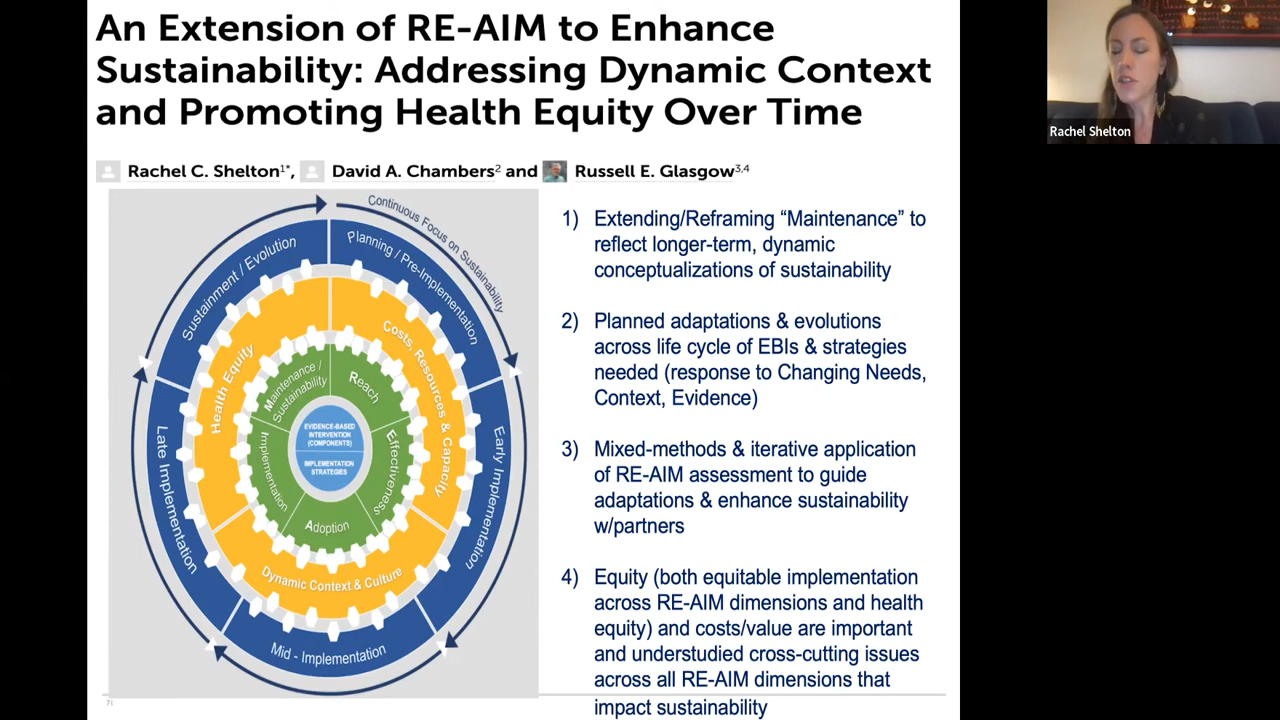 An Extension of RE-AIM to Enhance
Sustainability: Addressing Dynamic Context
and Promoting Health Equity Over Time
Rachel C. Shelton1*, David A. Chambers2 and Russell E. Glasgow3,4
Rachel Shelton
Continuous Focus on Sustainability
Sustainment / Evolution
Planning / Pre-Implementation
Early Implementation
Mid - Implementation
Late Implementation
Health Equity
Costs, Resources & Capacity
Dynamic Context & Culture
Maintenance /
Sustainability
Reach
Effectiveness
Adoption
Implementation
EVIDENCE-BASED
INTERVENTION
(COMPONENTS)
IMPLEMENTATION
STRATEGIES
1) Extending/Reframing “Maintenance” to
reflect longer-term, dynamic
conceptualizations of sustainability
2) Planned adaptations & evolutions
across life cycle of EBIs & strategies
needed (response to Changing Needs,
Context, Evidence)
3) Mixed-methods & iterative application
of RE-AIM assessment to guide
adaptations & enhance sustainability
w/partners
4) Equity (both equitable implementation
across RE-AIM dimensions and health
equity) and costs/value are important
and understudied cross-cutting issues
across all RE-AIM dimensions that
impact sustainability
71